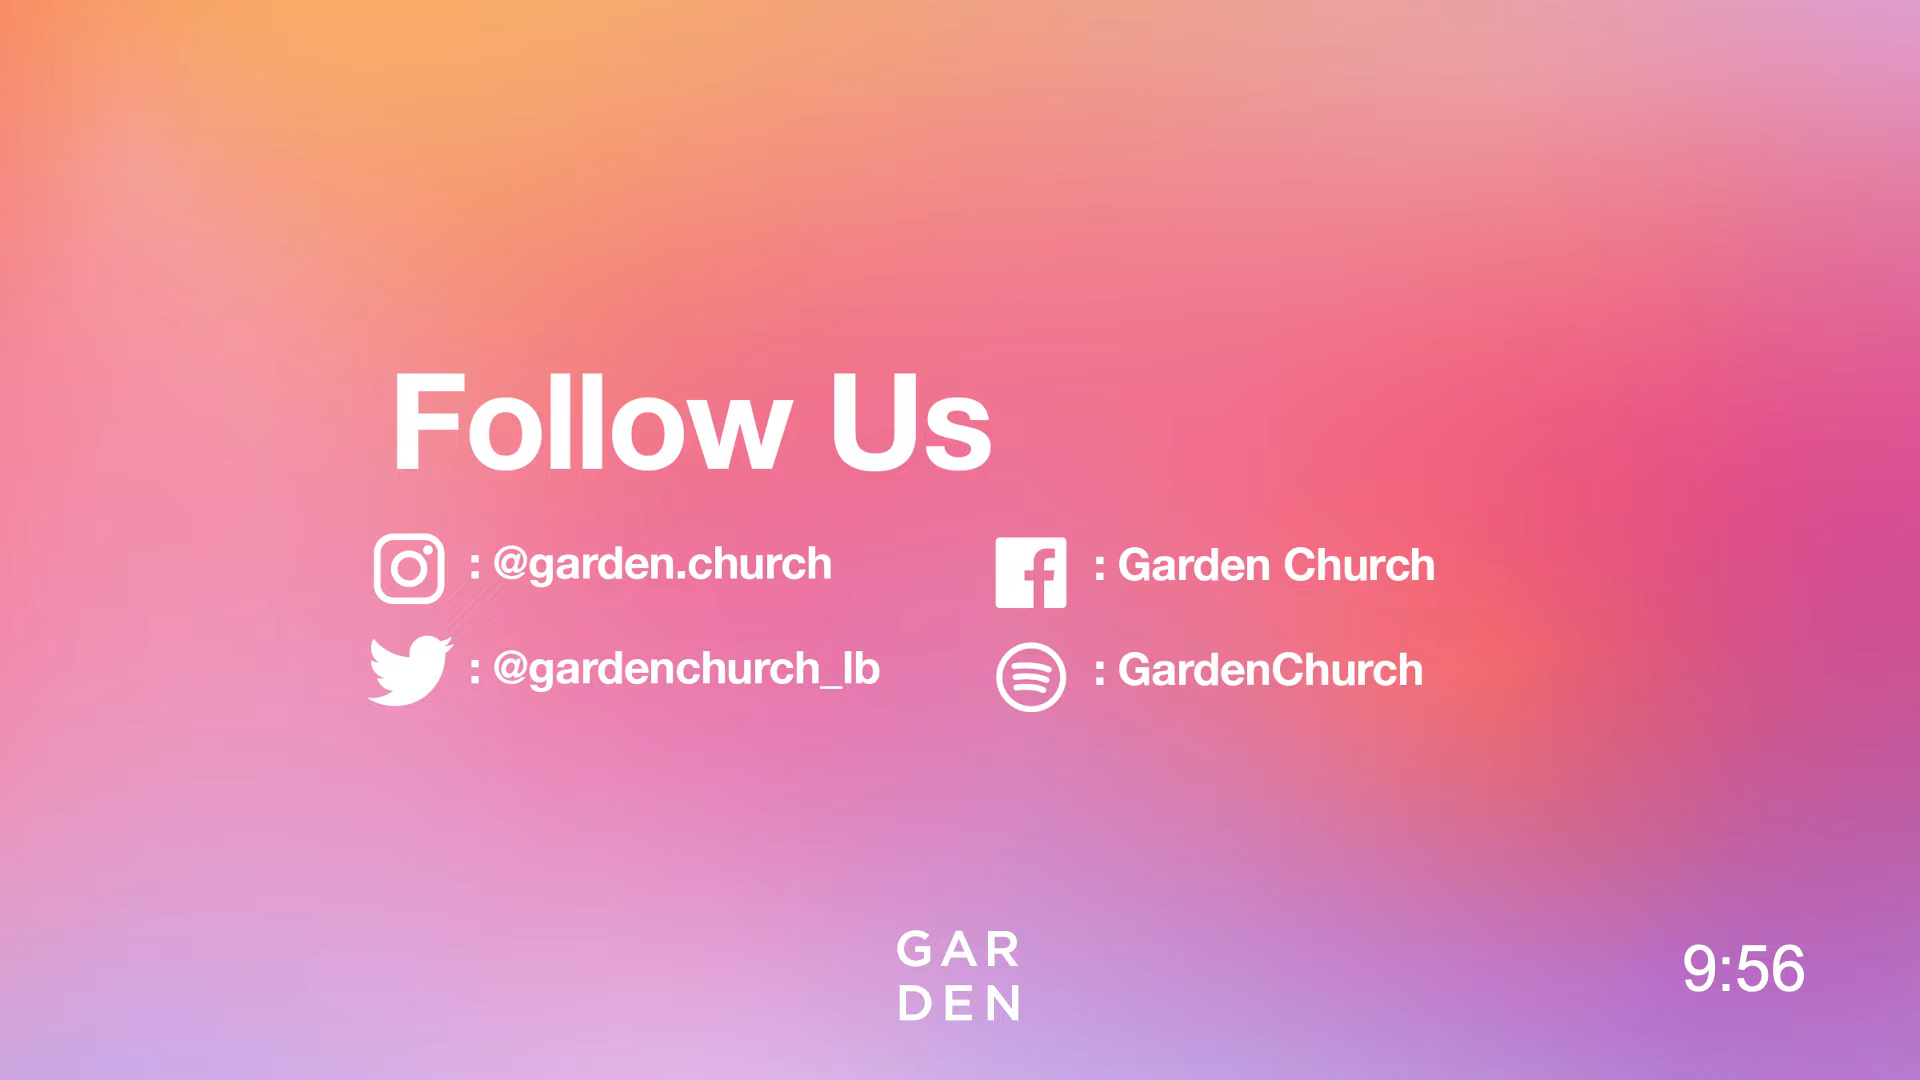 Follow Us
: @garden.church
: Garden Church
: @gardenchurch_lb
: GardenChurch
GAR
DEN
9:56